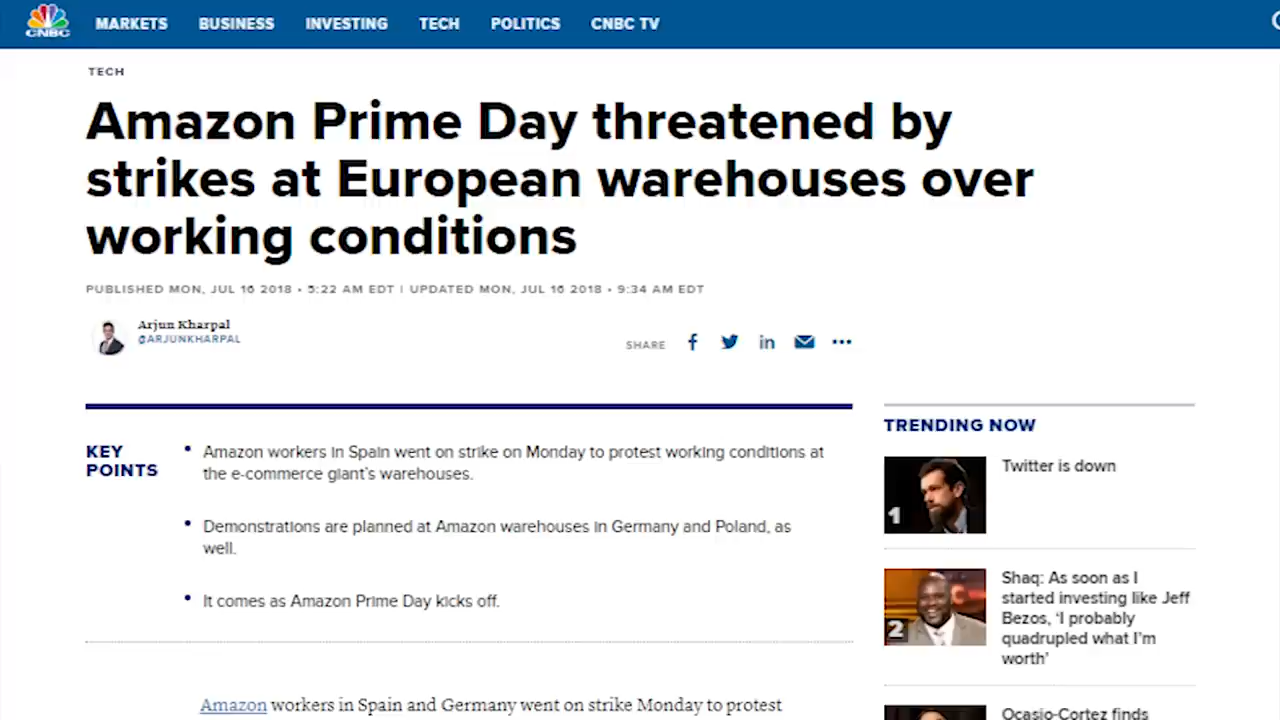 CNBC
MARKETS BUSINESS INVESTING TECH POLITICS CNBC TV
TECH
Amazon Prime Day threatened by
strikes at European warehouses over
working conditions
PUBLISHED MON, JUL 16 2018 • 5:22 AM EDT | UPDATED MON, JUL 16 2018 • 9:34 AM EDT
Arjun Kharpal
@ARJUNKHARPAL
SHARE
KEY
POINTS
Amazon workers in Spain went on strike on Monday to protest working conditions at
the e-commerce giant's warehouses.
Demonstrations are planned at Amazon warehouses in Germany and Poland, as
well.
It comes as Amazon Prime Day kicks off.
Amazon workers in Spain and Germany went on strike Monday to protest
TRENDING NOW
1
Twitter is down
2
Shaq: As soon as I
started investing like Jeff
Bezos, ‘I probably
quadrupled what I’m
worth’
Ocasio-Cortez finds